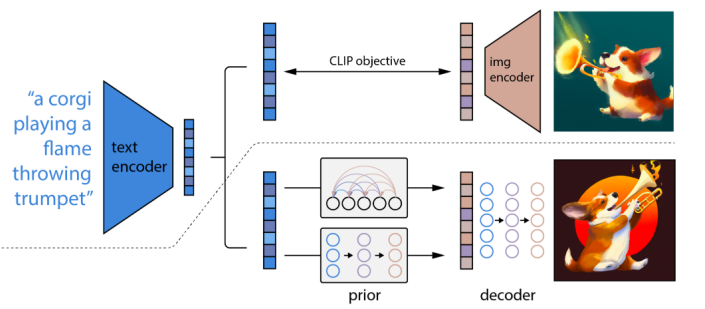 “a corgi
playing a
flame
throwing
trumpet”
text
encoder
CLIP objective
img
encoder
prior
decoder